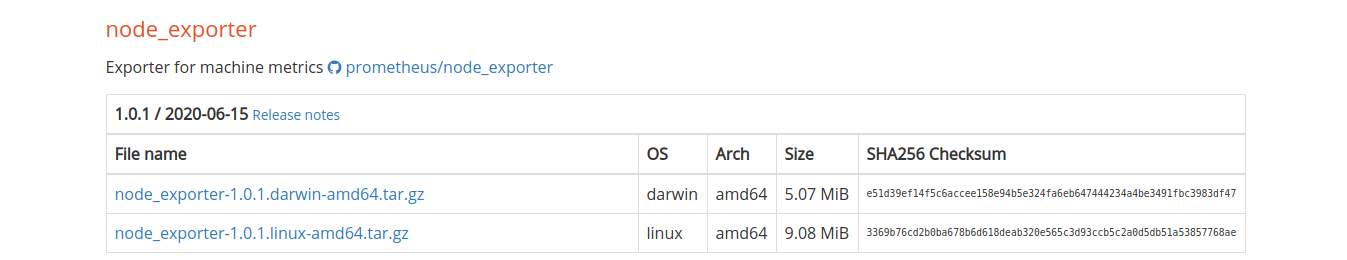 node_exporter
Exporter for machine metrics prometheus/node_exporter
1.0.1 / 2020-06-15 Release notes
File name OS Arch Size SHA256 Checksum
node_exporter-1.0.1.darwin-amd64.tar.gz darwin amd64 5.07 MiB e51d39ef14f5c6accee158e94b5e324fa6eb647444234a4be3491fbc3983df47
node_exporter-1.0.1.linux-amd64.tar.gz linux amd64 9.08 MiB 3369b76cd2b0ba678b6d618deab320e565c3d93ccb5c2a0d5db51a53857768ae